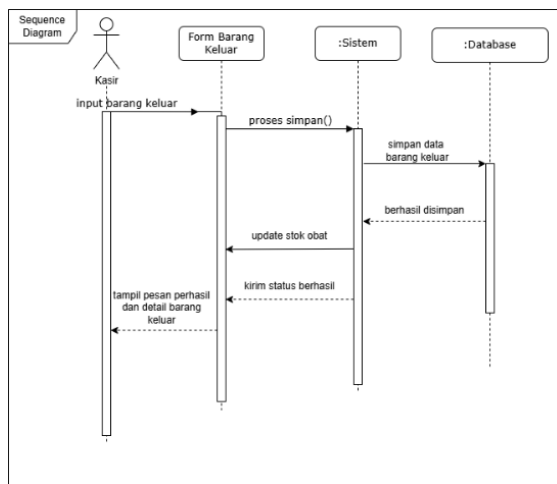 Sequence
Diagram
Kasir
Form Barang
Keluar
:Sistem
:Database
input barang keluar
proses simpan()
simpan data
barang keluar
berhasil disimpan
update stok obat
kirim status berhasil
tampil pesan perhasil
dan detail barang
keluar